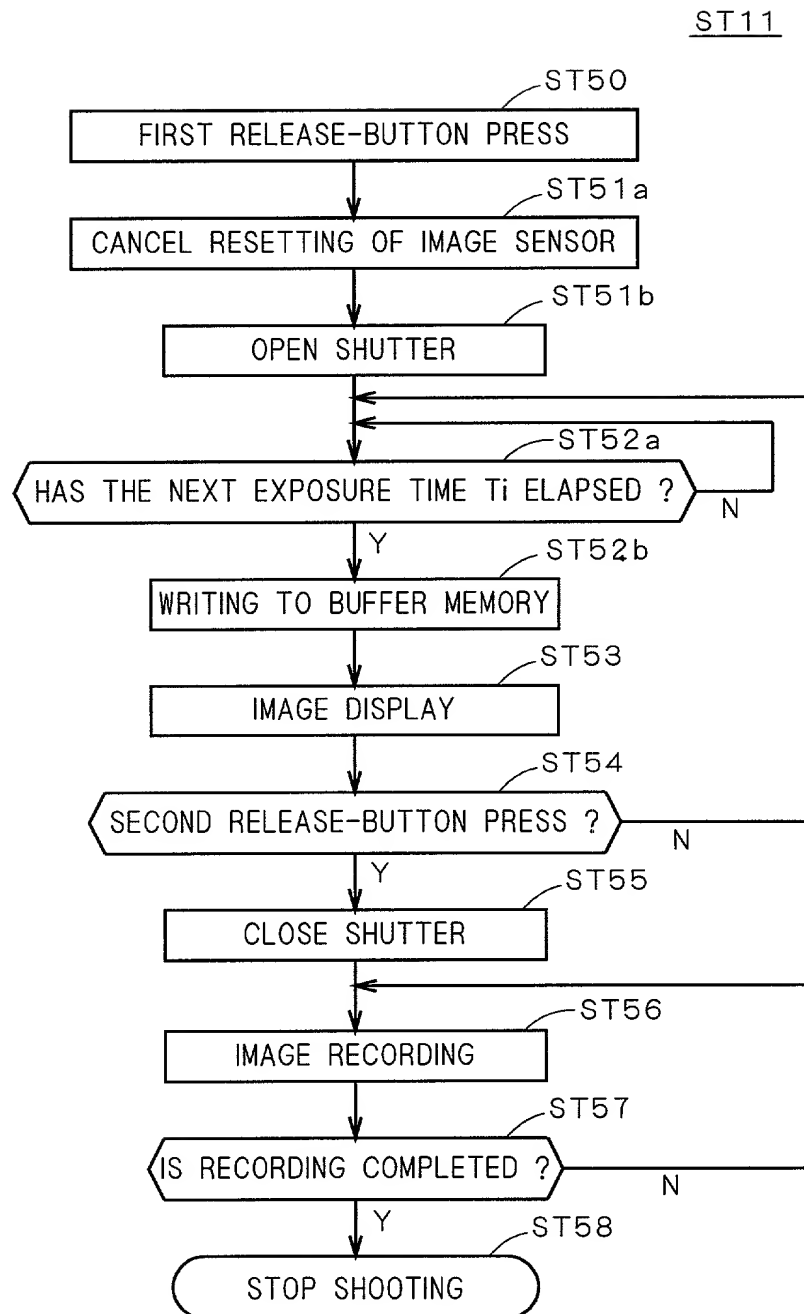 ST11
ST50
FIRST RELEASE-BUTTON PRESS
ST51a
CANCEL RESETTING OF IMAGE SENSOR
ST51b
OPEN SHUTTER
ST52a
HAS THE NEXT EXPOSURE TIME Ti ELAPSED ?
N
Y
ST52b
WRITING TO BUFFER MEMORY
ST53
IMAGE DISPLAY
ST54
SECOND RELEASE-BUTTON PRESS ?
N
Y
ST55
CLOSE SHUTTER
ST56
IMAGE RECORDING
ST57
IS RECORDING COMPLETED ?
N
Y
ST58
STOP SHOOTING